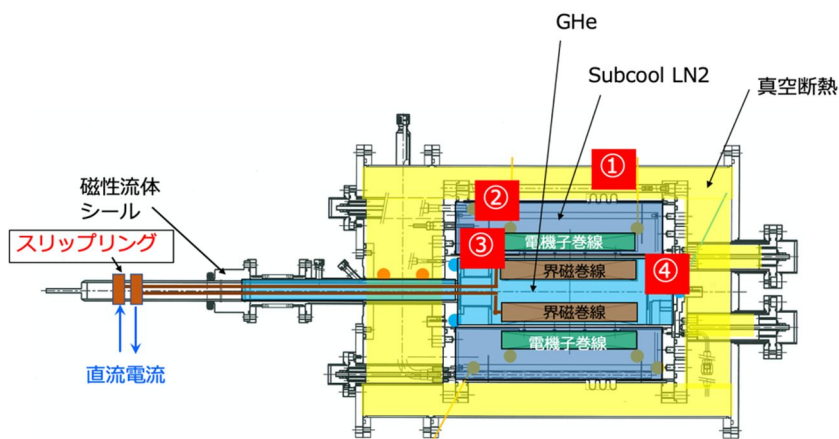 GHe
Subcool LN2
真空断熱
①
磁性流体
シール
②
スリップリング
③
電機子巻線
界磁巻線
④
界磁巻線
電機子巻線
直流電流